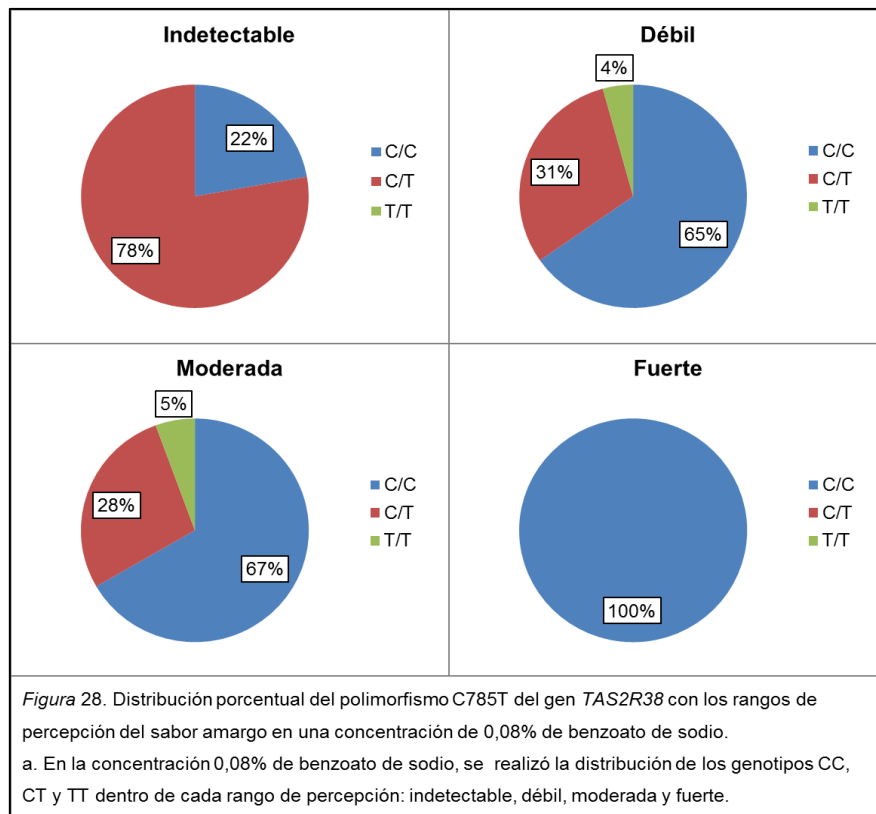 Indetectable
22%
78%
C/C
C/T
T/T
Débil
4%
31%
65%
C/C
C/T
T/T
Moderada
5%
28%
67%
C/C
C/T
T/T
Fuerte
100%
C/C
C/T
T/T
Figura 28. Distribución porcentual del polimorfismo C785T del gen TAS2R38 con los rangos de
percepción del sabor amargo en una concentración de 0,08% de benzoato de sodio.
a. En la concentración 0,08% de benzoato de sodio, se realizó la distribución de los genotipos CC,
CT y TT dentro de cada rango de percepción: indetectable, débil, moderada y fuerte.